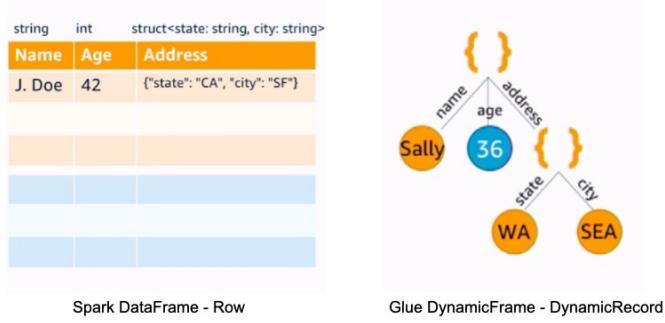 string int struct<state: string, city: string>
Name Age Address
J. Doe 42 {"state": "CA", "city": "SF"}
Spark DataFrame - Row
{ }
name age address
Sally 36 { }
state city
WA SEA
Glue DynamicFrame - DynamicRecord